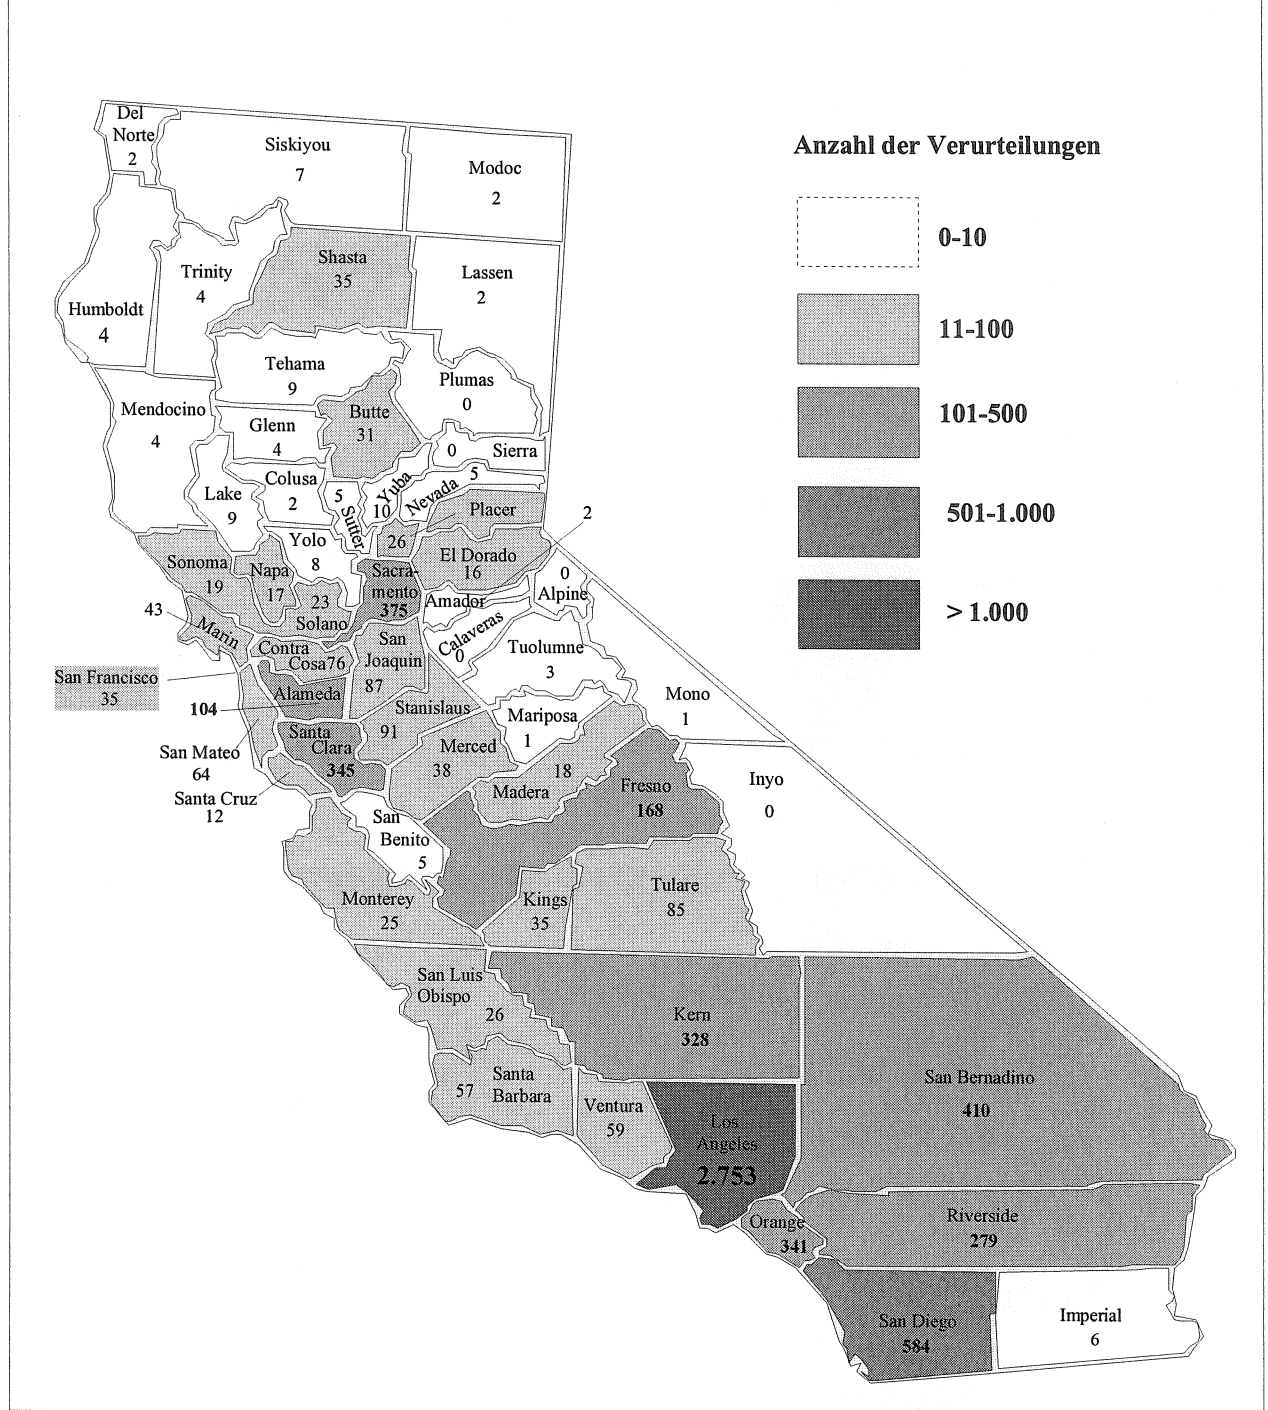 Anzahl der Verurteilungen
0-10
11-100
101-500
501-1.000
> 1.000
Del
Norte
2
Siskiyou
7
Modoc
2
Shasta
35
Trinity
4
Lassen
2
Humboldt
4
Tehama
9
Plumas
0
Mendocino
4
Butte
31
Glenn
4
0 Sierra
Colusa
2
Lake
9
5
Sutter
Yuba
10
Nevada 5
Placer
26
2
Yolo
8
El Dorado
16
Sonoma
19
Napa
17
23
Solano
Sacra-
mento
375
Amador
0
Alpine
43
Marin
Calaveras
0
Contra
Cosa76
San
Joaquin
87
Tuolumne
3
San Francisco
35
Alameda
104
Stanislaus
91
Mono
1
Mariposa
1
Santa
Clara
345
Merced
38
San Mateo
64
18
Madera
Fresno
168
Inyo
0
Santa Cruz
12
San
Benito
5
Monterey
25
Kings
35
Tulare
85
San Luis
Obispo
26
Kern
328
57
Santa
Barbara
San Bernadino
410
Ventura
59
Los
Angeles
2.753
Orange
341
Riverside
279
San Diego
584
Imperial
6